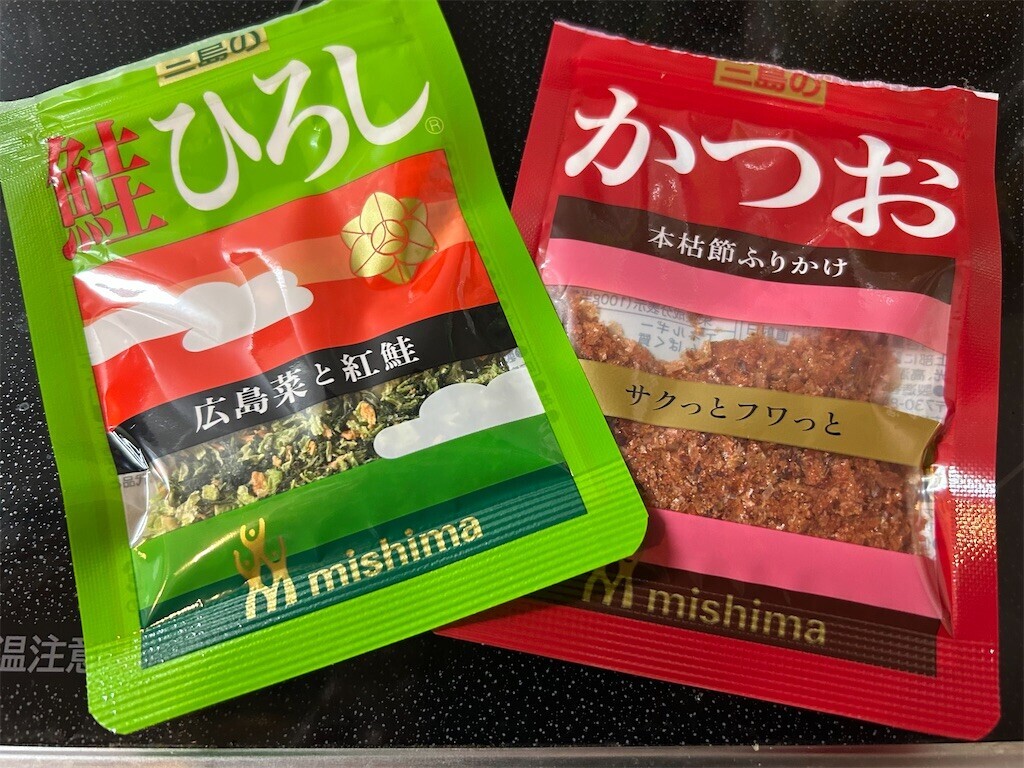 三島の
鮭ひろし®
広島菜と紅鮭
mishima
三島の
かつお
本枯節ふりかけ
サクっとフワっと
mishima
温注意